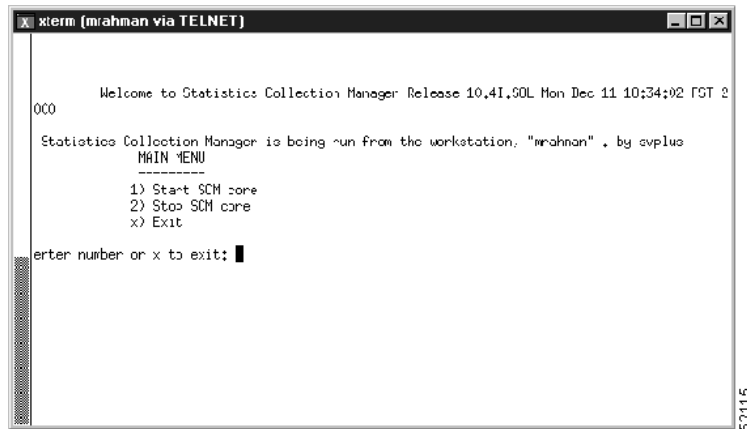 xterm (mrahman via TELNET)
Welcome to Statistics Collection Manager Release 10.4I.SOL Mon Dec 11 10:34:02 PST 2
000
Statistics Collection Manager is being run from the workstation, "mrahman" , by svplus
MAIN MENU
---------
1) Start SCM core
2) Stop SCM core
x) Exit
enter number or x to exit:
52115